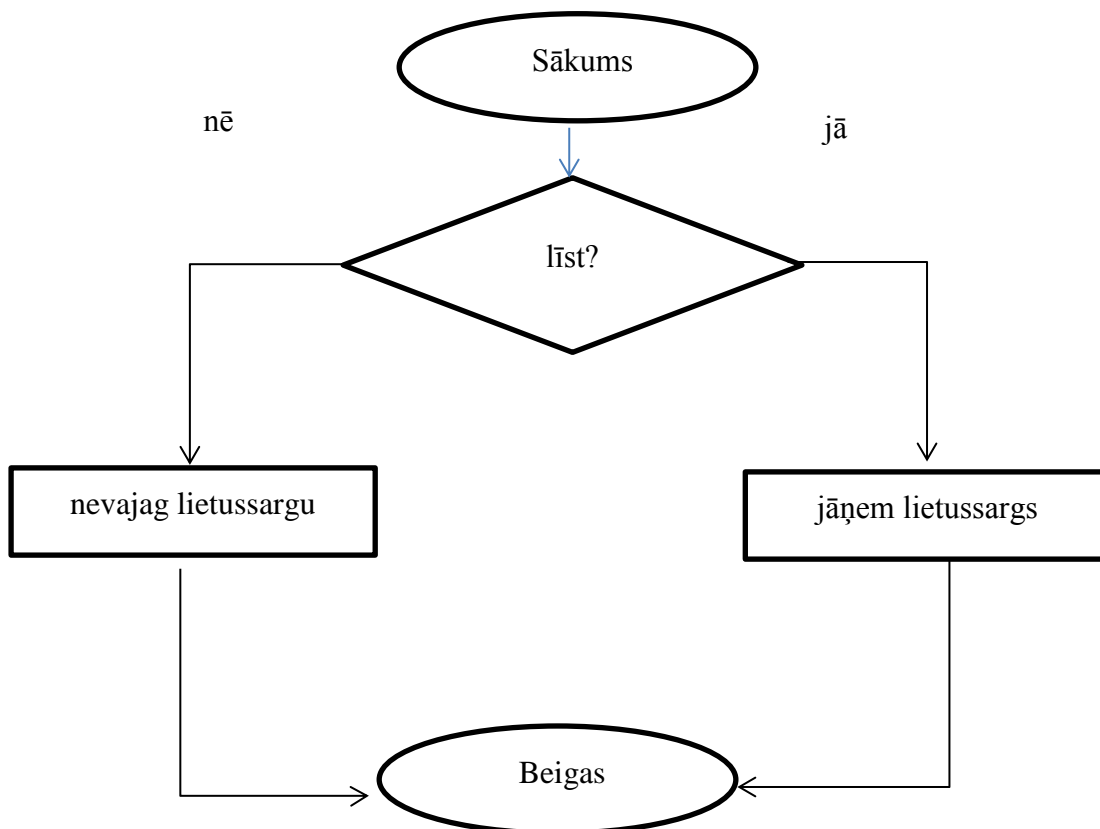 Sākums
nē
jā
līst?
nevajag lietussargu
jāņem lietussargs
Beigas